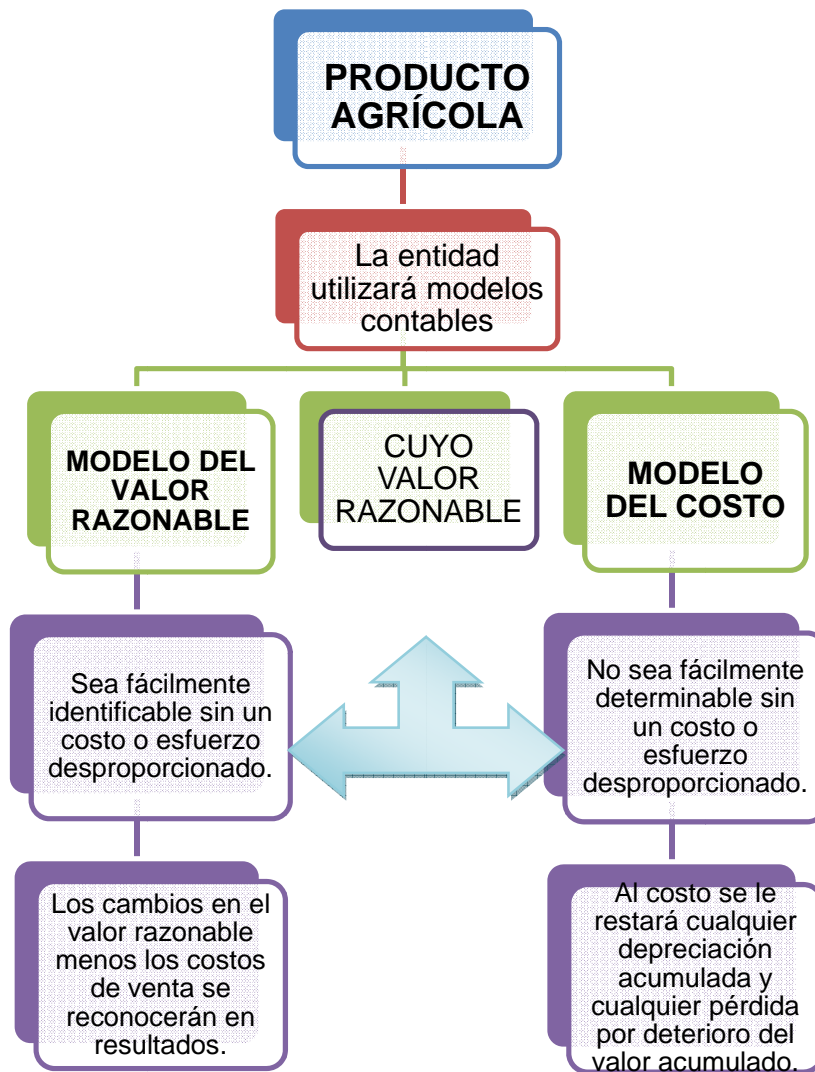 PRODUCTO
AGRÍCOLA
La entidad
utilizará modelos
contables
MODELO DEL
VALOR
RAZONABLE
CUYO
VALOR
RAZONABLE
MODELO
DEL COSTO
Sea fácilmente
identificable sin un
costo o esfuerzo
desproporcionado.
No sea fácilmente
determinable sin
un costo o
esfuerzo
desproporcionado.
Los cambios en el
valor razonable
menos los costos
de venta se
reconocerán en
resultados.
Al costo se le
restará cualquier
depreciación
acumulada y
cualquier pérdida
por deterioro del
valor acumulado.